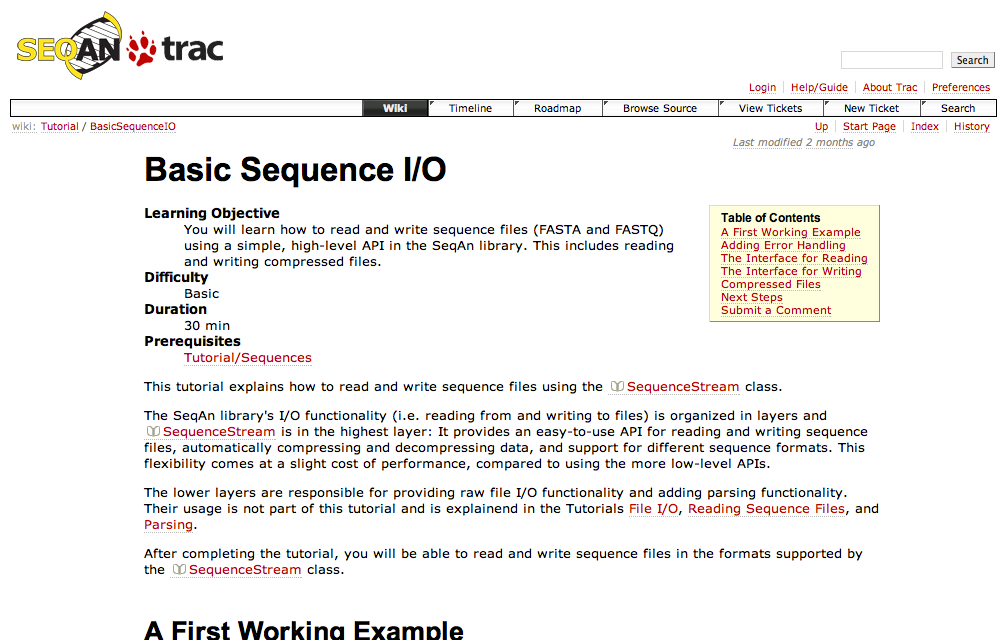 SEQAN trac
Search
Login Help/Guide About Trac Preferences
Wiki Timeline Roadmap Browse Source View Tickets New Ticket Search
wiki: Tutorial / BasicSequenceIO
Up Start Page Index History
Last modified 2 months ago
Basic Sequence I/O
Learning Objective
You will learn how to read and write sequence files (FASTA and FASTQ)
using a simple, high-level API in the SeqAn library. This includes reading
and writing compressed files.
Difficulty
Basic
Duration
30 min
Prerequisites
Tutorial/Sequences
Table of Contents
A First Working Example
Adding Error Handling
The Interface for Reading
The Interface for Writing
Compressed Files
Next Steps
Submit a Comment
This tutorial explains how to read and write sequence files using the SequenceStream class.
The SeqAn library's I/O functionality (i.e. reading from and writing to files) is organized in layers and
SequenceStream is in the highest layer: It provides an easy-to-use API for reading and writing sequence
files, automatically compressing and decompressing data, and support for different sequence formats. This
flexibility comes at a slight cost of performance, compared to using the more low-level APIs.
The lower layers are responsible for providing raw file I/O functionality and adding parsing functionality.
Their usage is not part of this tutorial and is explainend in the Tutorials File I/O, Reading Sequence Files, and
Parsing.
After completing the tutorial, you will be able to read and write sequence files in the formats supported by
the SequenceStream class.
A First Working Example